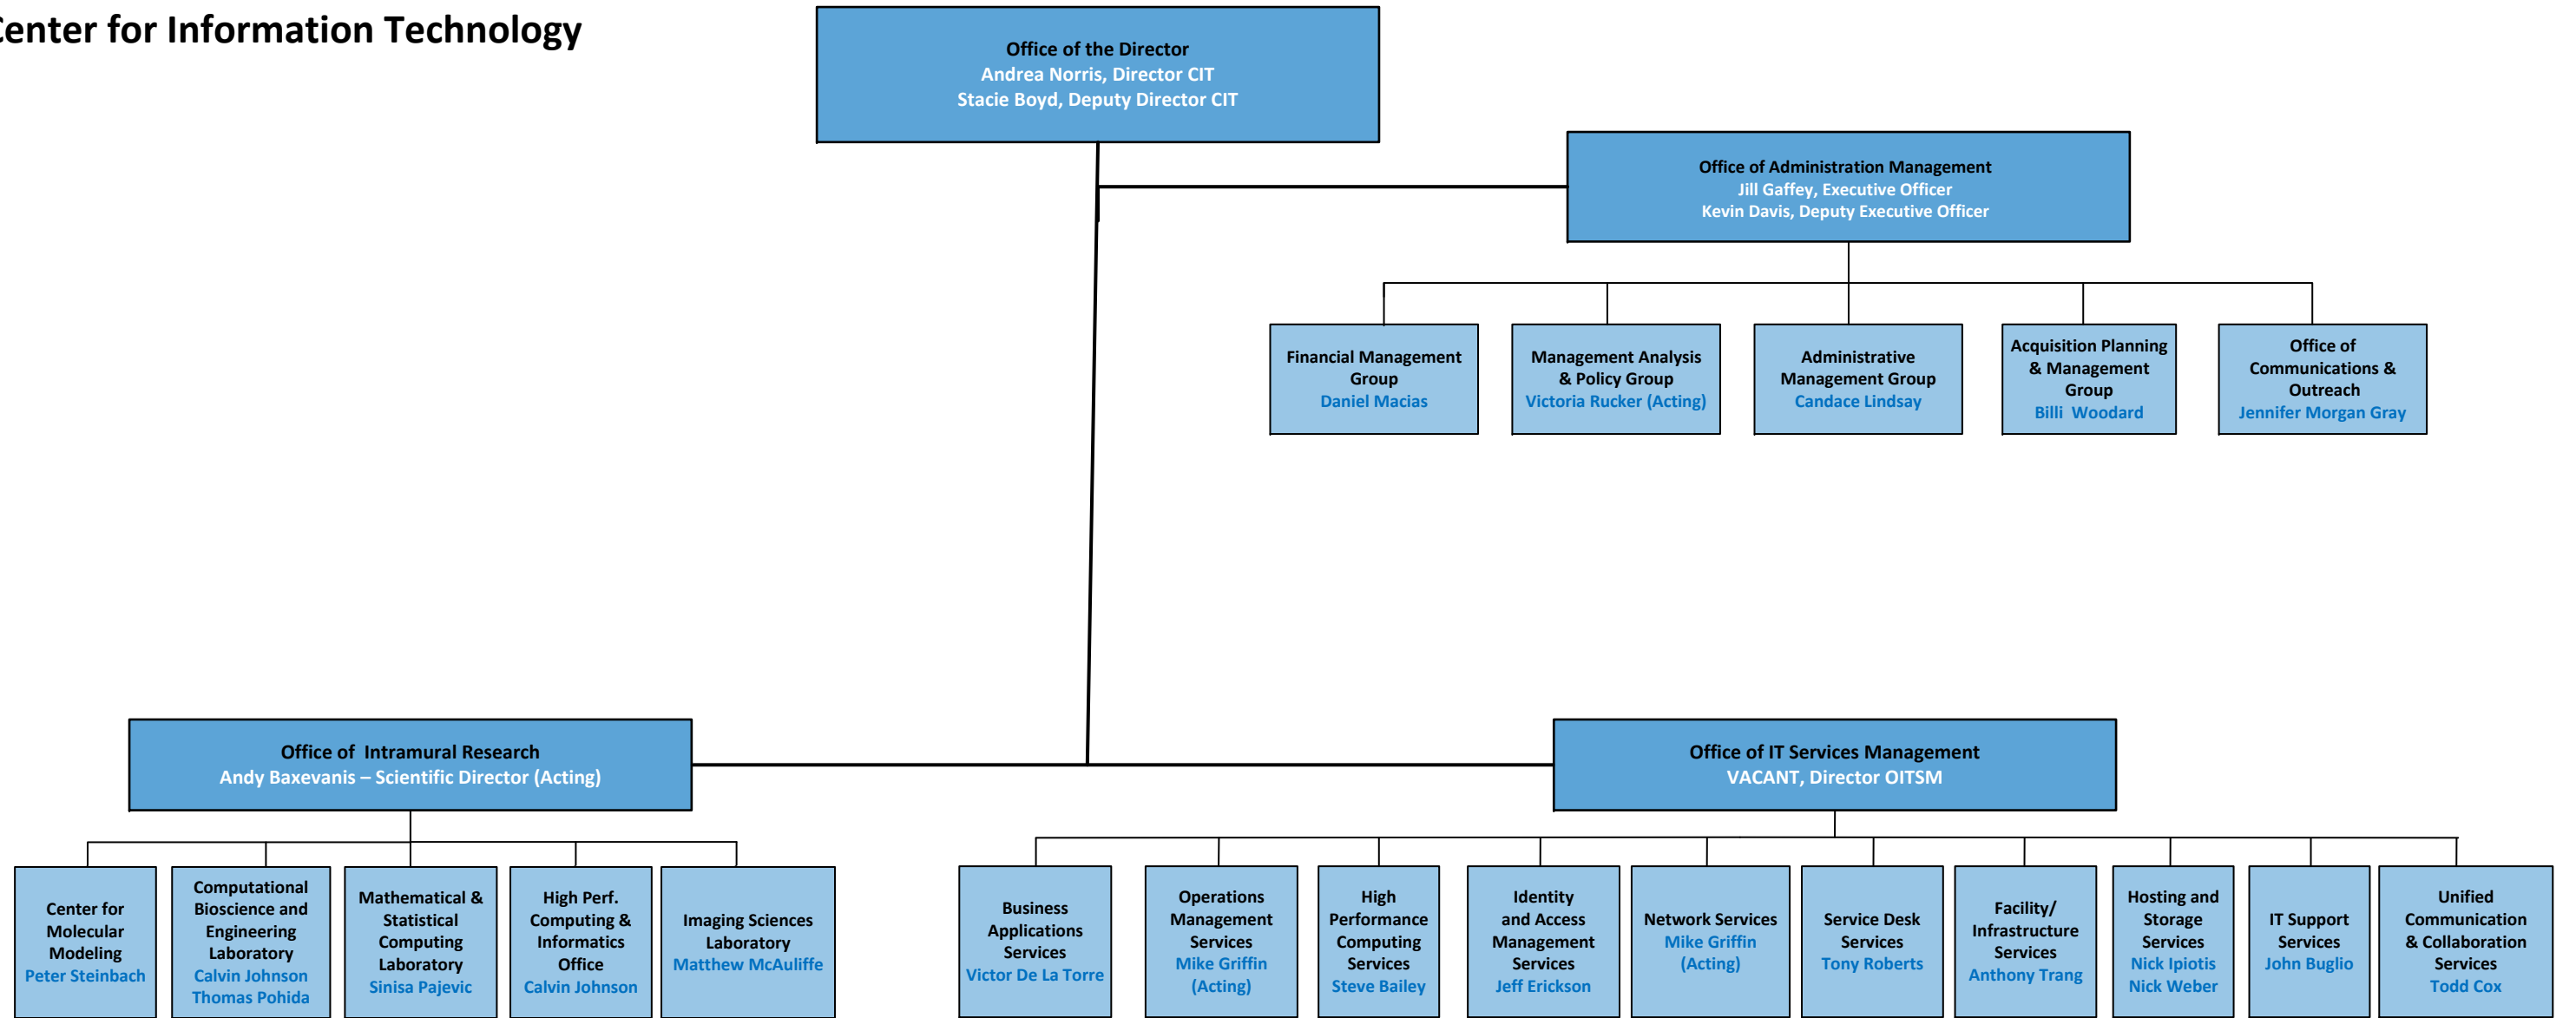 Center for Information Technology
Office of the Director
Andrea Norris, Director CIT
Stacie Boyd, Deputy Director CIT
Office of Administration Management
Jill Gaffey, Executive Officer
Kevin Davis, Deputy Executive Officer
Financial Management
Group
Daniel Macias
Management Analysis
& Policy Group
Victoria Rucker (Acting)
Administrative
Management Group
Candace Lindsay
Acquisition Planning
& Management
Group
Billi Woodard
Office of
Communications &
Outreach
Jennifer Morgan Gray
Office of Intramural Research
Andy Baxevanis – Scientific Director (Acting)
Office of IT Services Management
VACANT, Director OITSM
Center for
Molecular
Modeling
Peter Steinbach
Computational
Bioscience and
Engineering
Laboratory
Calvin Johnson
Thomas Pohida
Mathematical &
Statistical
Computing
Laboratory
Sinisa Pajevic
High Perf.
Computing &
Informatics
Office
Calvin Johnson
Imaging Sciences
Laboratory
Matthew McAuliffe
Business
Applications
Services
Victor De La Torre
Operations
Management
Services
Mike Griffin
(Acting)
High
Performance
Computing
Services
Steve Bailey
Identity
and Access
Management
Services
Jeff Erickson
Network Services
Mike Griffin
(Acting)
Service Desk
Services
Tony Roberts
Facility/
Infrastructure
Services
Anthony Trang
Hosting and
Storage
Services
Nick Ipiotis
Nick Weber
IT Support
Services
John Buglio
Unified
Communication
& Collaboration
Services
Todd Cox